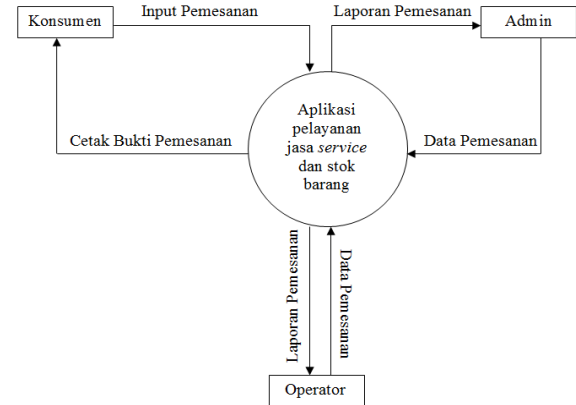 Konsumen
Input Pemesanan
Laporan Pemesanan
Admin
Aplikasi
pelayanan
jasa service
dan stok
barang
Cetak Bukti Pemesanan
Data Pemesanan
Laporan Pemesanan
Data Pemesanan
Operator